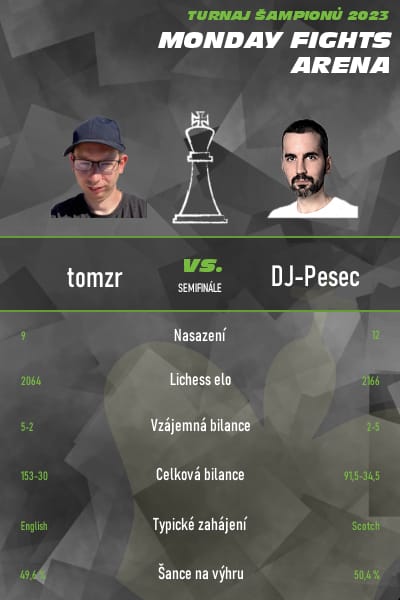 TURNAJ ŠAMPIONŮ 2023
MONDAY FIGHTS
ARENA
tomzr VS. DJ-Pesec
SEMIFINÁLE
9 Nasazení 12
2064 Lichess elo 2166
5-2 Vzájemná bilance 2-5
153-30 Celková bilance 91,5-34,5
English Typické zahájení Scotch
49,6 % Šance na výhru 50,4 %